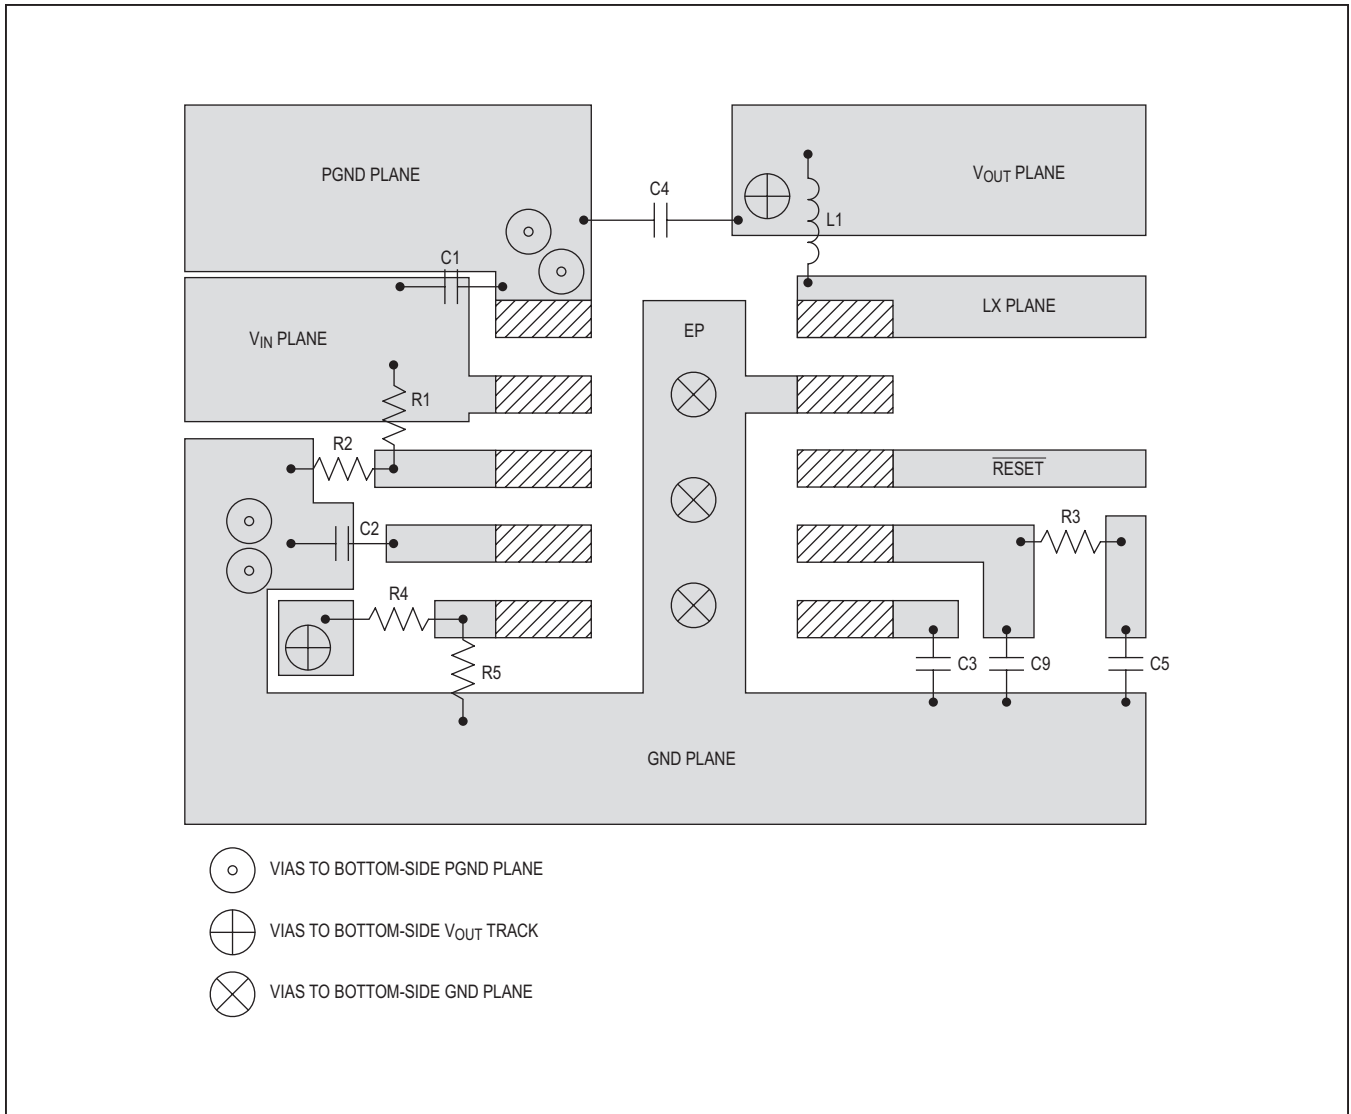 PGND PLANE
VOUT PLANE
C4
L1
C1
LX PLANE
VIN PLANE
EP
R1
R2
RESET
C2
R3
R4
R5
C3
C9
C5
GND PLANE
VIAS TO BOTTOM-SIDE PGND PLANE
VIAS TO BOTTOM-SIDE VOUT TRACK
VIAS TO BOTTOM-SIDE GND PLANE